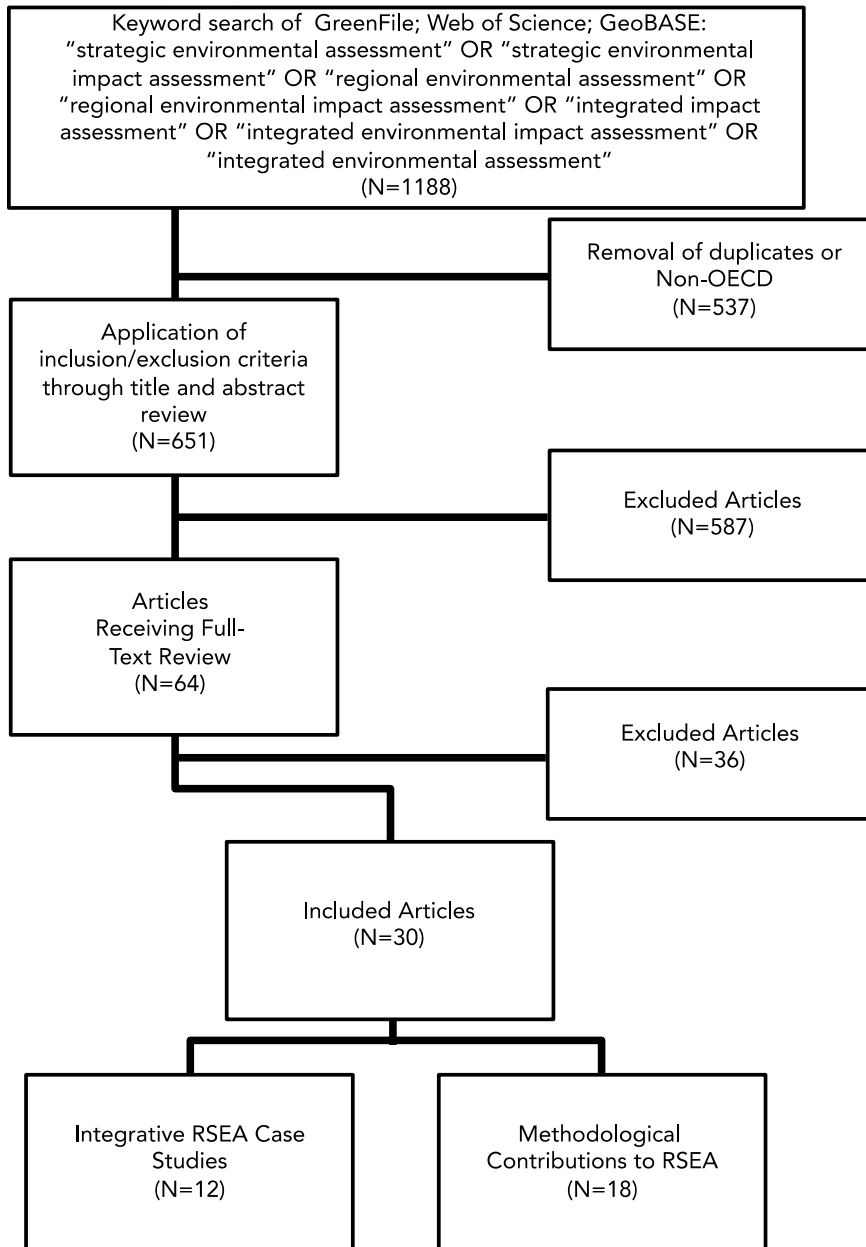 Keyword search of  GreenFile; Web of Science; GeoBASE:
“strategic environmental assessment” OR “strategic environmental
impact assessment” OR “regional environmental assessment” OR
“regional environmental impact assessment” OR “integrated impact
assessment” OR “integrated environmental impact assessment” OR
“integrated environmental assessment”
(N=1188)
Removal of duplicates or
Non-OECD
(N=537)
Application of
inclusion/exclusion criteria
through title and abstract
review
(N=651)
Excluded Articles
(N=587)
Articles
Receiving Full-
Text Review
(N=64)
Excluded Articles
(N=36)
Included Articles
(N=30)
Integrative RSEA Case
Studies
(N=12)
Methodological
Contributions to RSEA
(N=18)